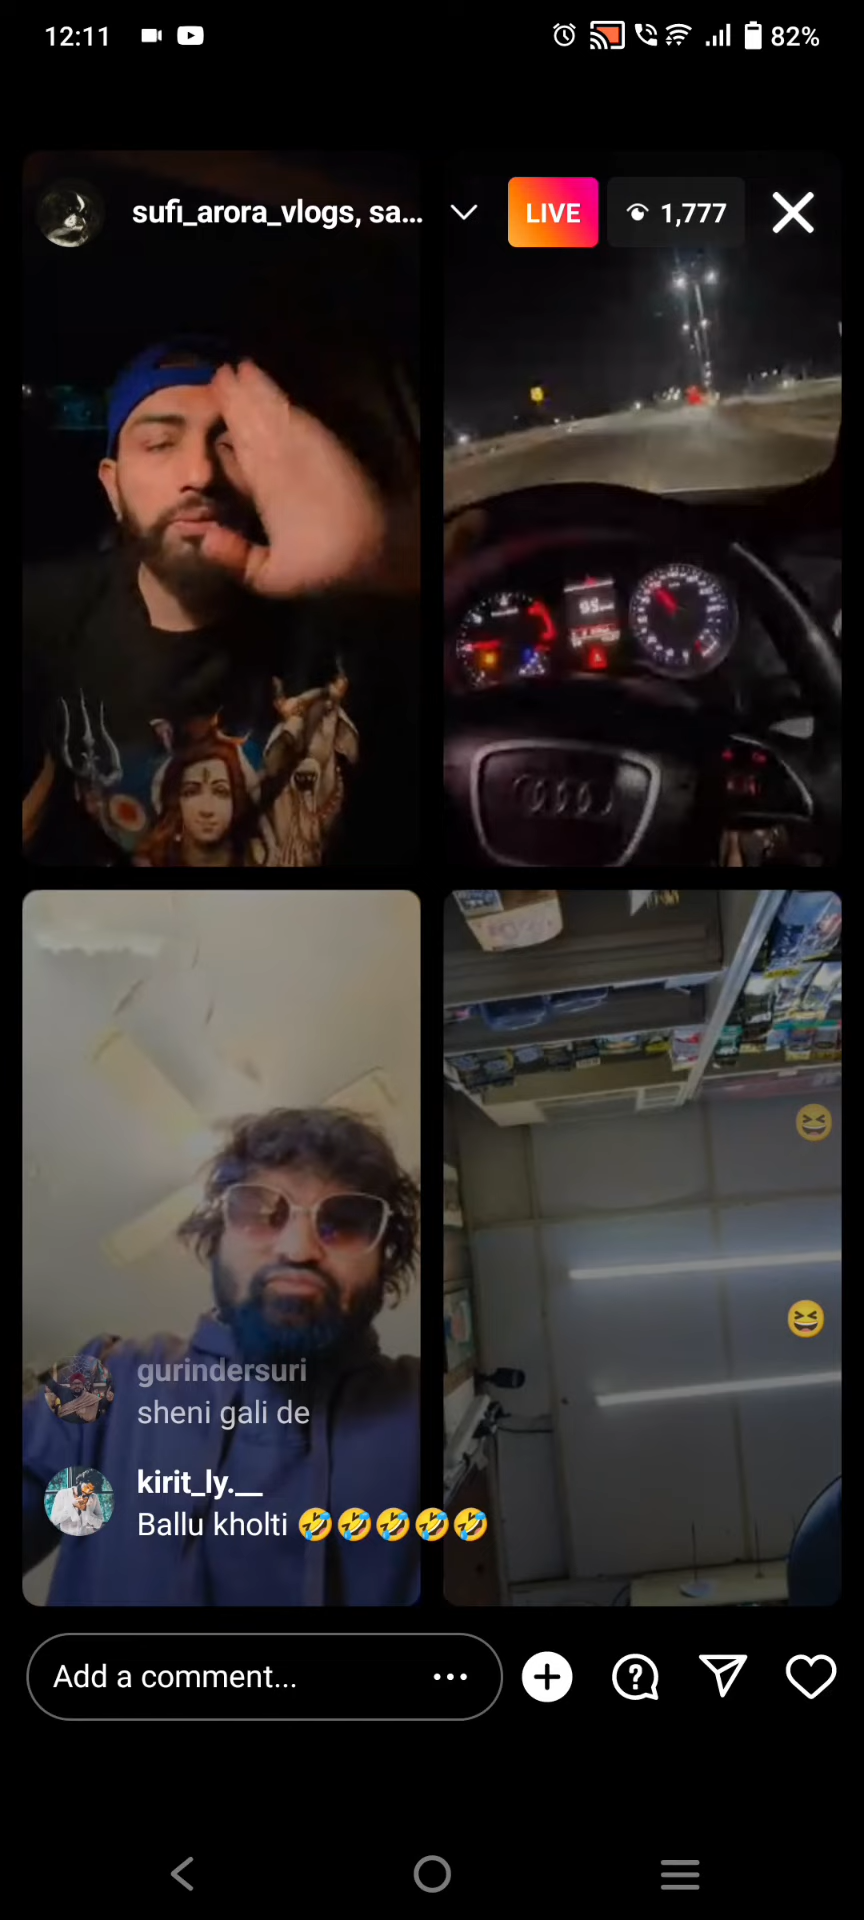 12:11
82%
sufi_arora_vlogs, sa...
LIVE
1,777
gurindersuri
sheni gali de
kirit_ly.__
Ballu kholti 🤣🤣🤣🤣🤣
Add a comment...